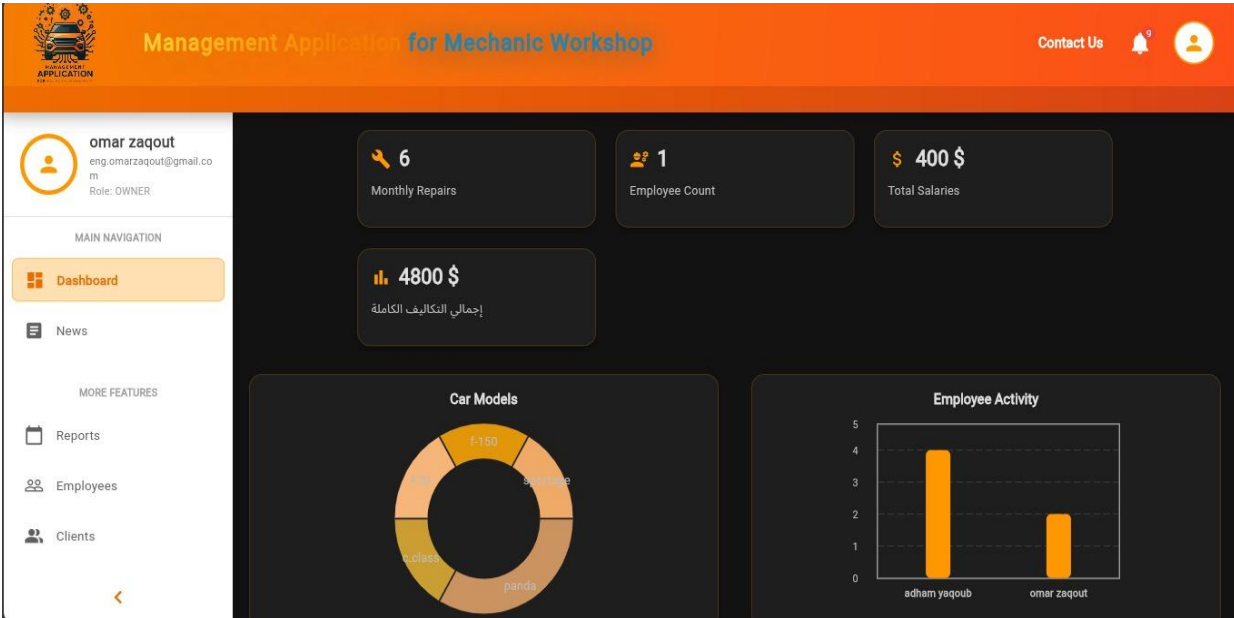 MANAGEMENT
APPLICATION
Management Application for Mechanic Workshop
Contact Us
9
omar zaqout
eng.omarzaqout@gmail.co
m
Role: OWNER
MAIN NAVIGATION
Dashboard
News
MORE FEATURES
Reports
Employees
Clients
6
Monthly Repairs
1
Employee Count
$ 400 $
Total Salaries
4800 $
إجمالي التكاليف الكاملة
Car Models
f-150
sportage
c.class
panda
Employee Activity
5
4
3
2
1
0
adham yaqoub
omar zaqout